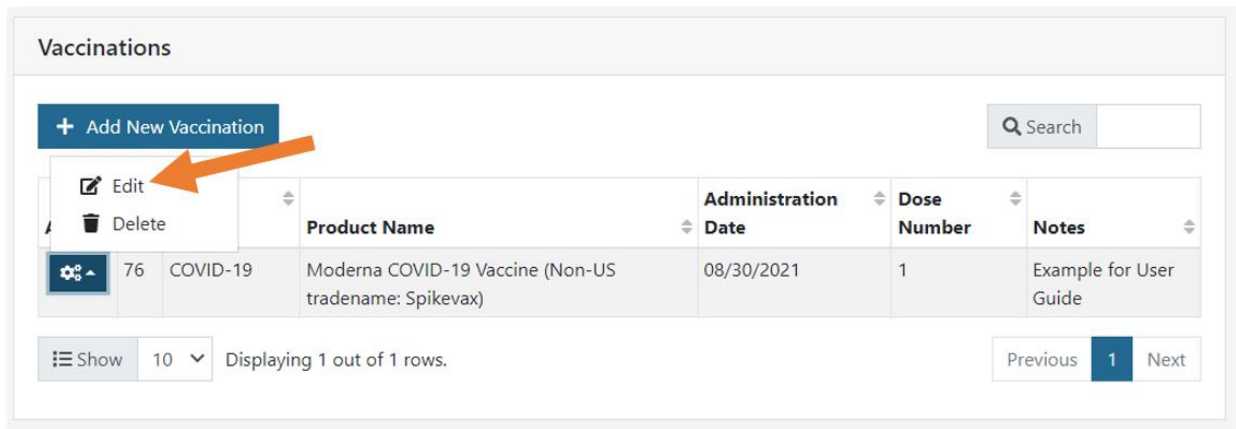 Vaccinations
+ Add New Vaccination
Search
Edit
Delete
Product Name
Administration
Date
Dose
Number
Notes
76
COVID-19
Moderna COVID-19 Vaccine (Non-US
tradename: Spikevax)
08/30/2021
1
Example for User
Guide
Show
10
Displaying 1 out of 1 rows.
Previous
1
Next